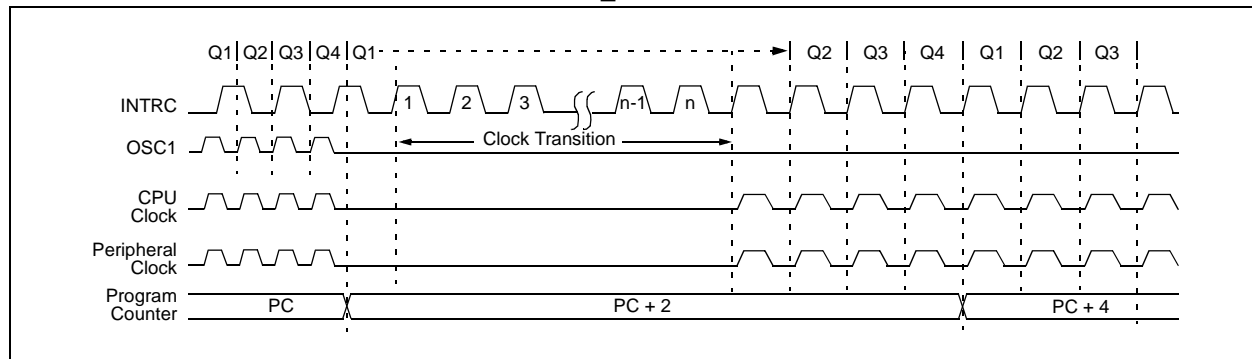 Q1 Q2 Q3 Q4 Q1 Q2 Q3 Q4 Q1 Q2 Q3
INTRC 1 2 3 n-1 n
Clock Transition
OSC1
CPU
Clock
Peripheral
Clock
Program
Counter
PC PC + 2 PC + 4